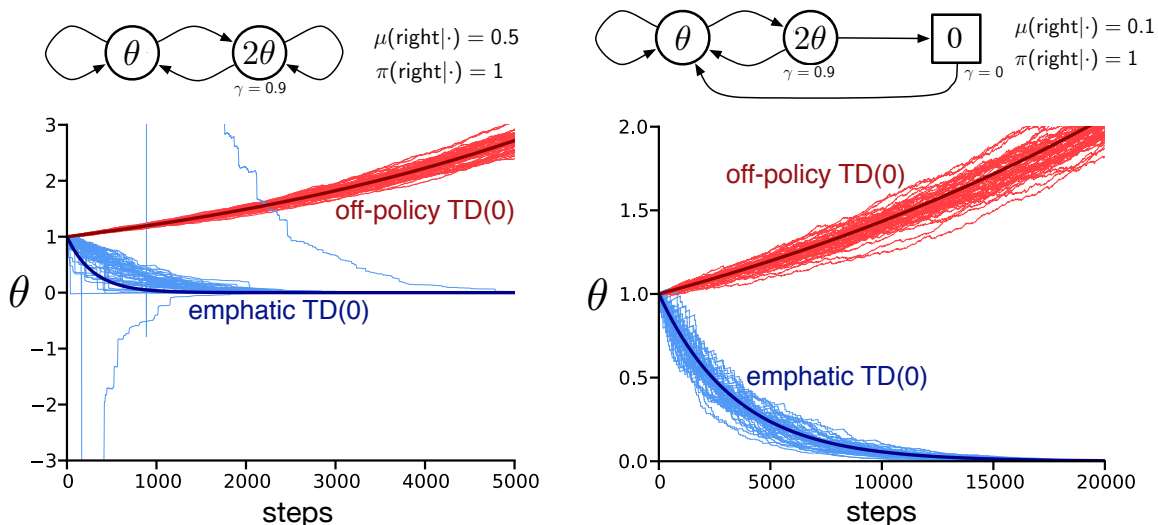 θ
2θ
γ = 0.9
μ(right|·) = 0.5
π(right|·) = 1
3
2
1
0
−1
−2
−3
θ
off-policy TD(0)
emphatic TD(0)
0 1000 2000 3000 4000 5000
steps
θ
2θ
γ = 0.9
0
γ = 0
μ(right|·) = 0.1
π(right|·) = 1
2.0
1.5
1.0
0.5
0.0
θ
off-policy TD(0)
emphatic TD(0)
0 5000 10000 15000 20000
steps